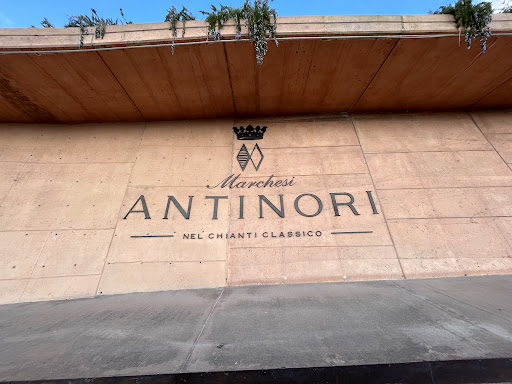 Marchesi
ANTINORI
NEL CHIANTI CLASSICO